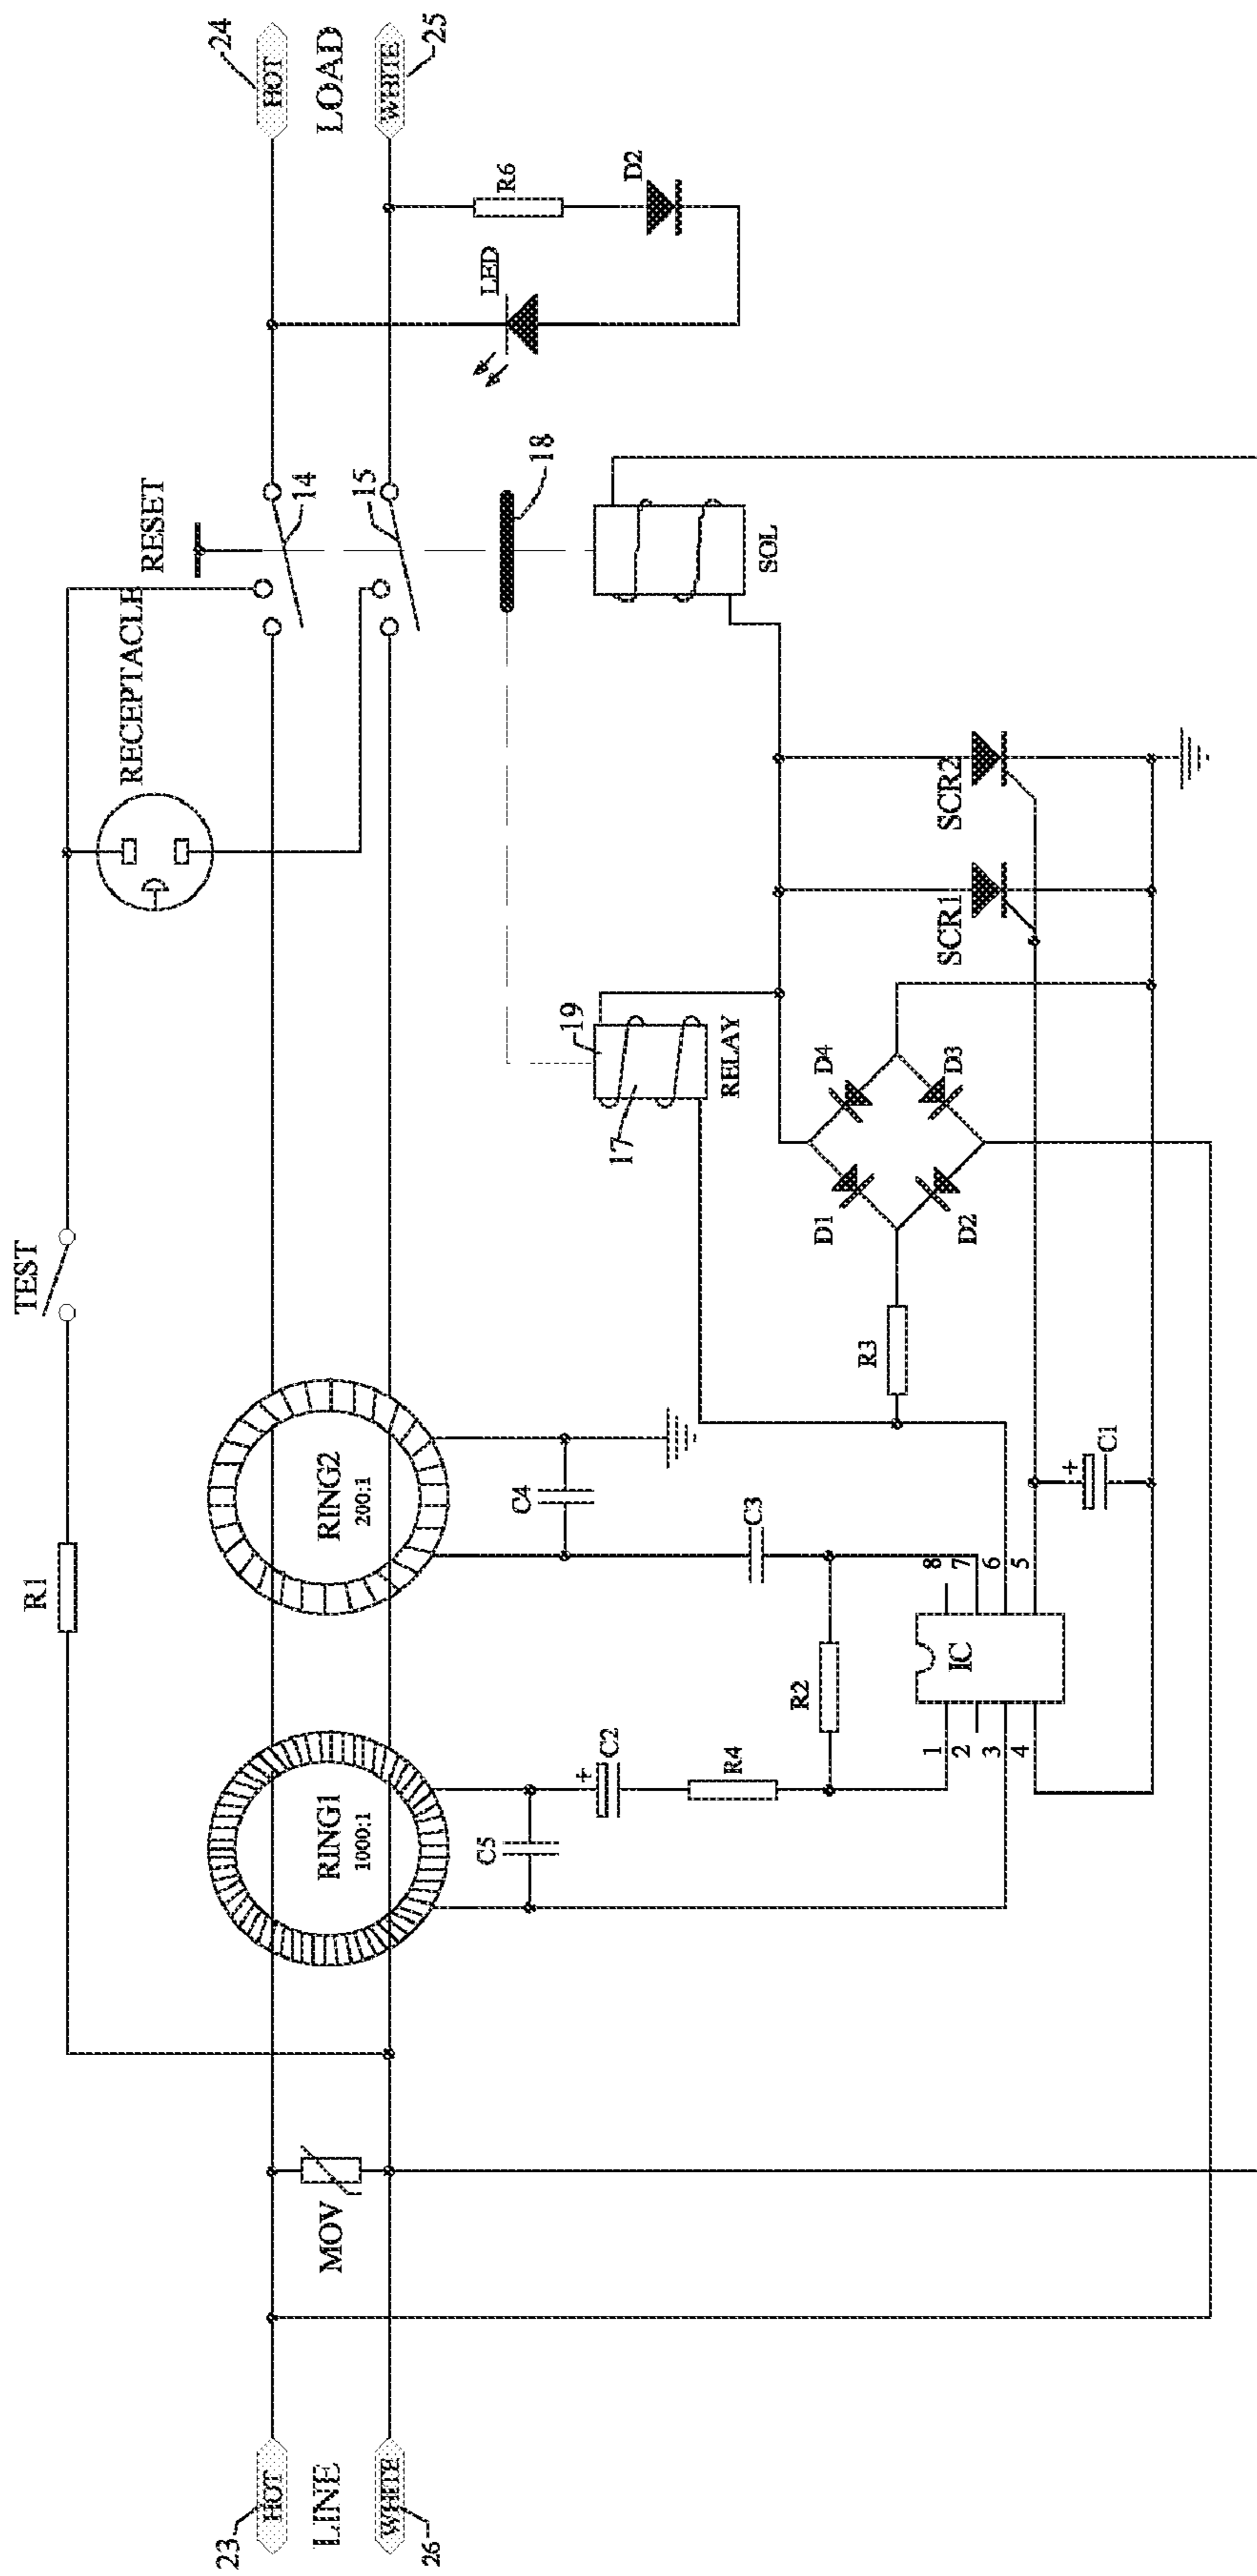 TEST
R1
RECEPTACLE
RESET
24
HOT
LOAD
WHITE
25
14
15
18
LED
R6
D2
SOL
RING1
1000:1
RING2
200:1
MOV
23
HOT
LINE
WHITE
26
C5
+
C2
R4
R2
C4
C3
19
17
RELAY
D1
D4
D2
D3
R3
SCR1
SCR2
+
C1
IC
1
2
3
4
8
7
6
5